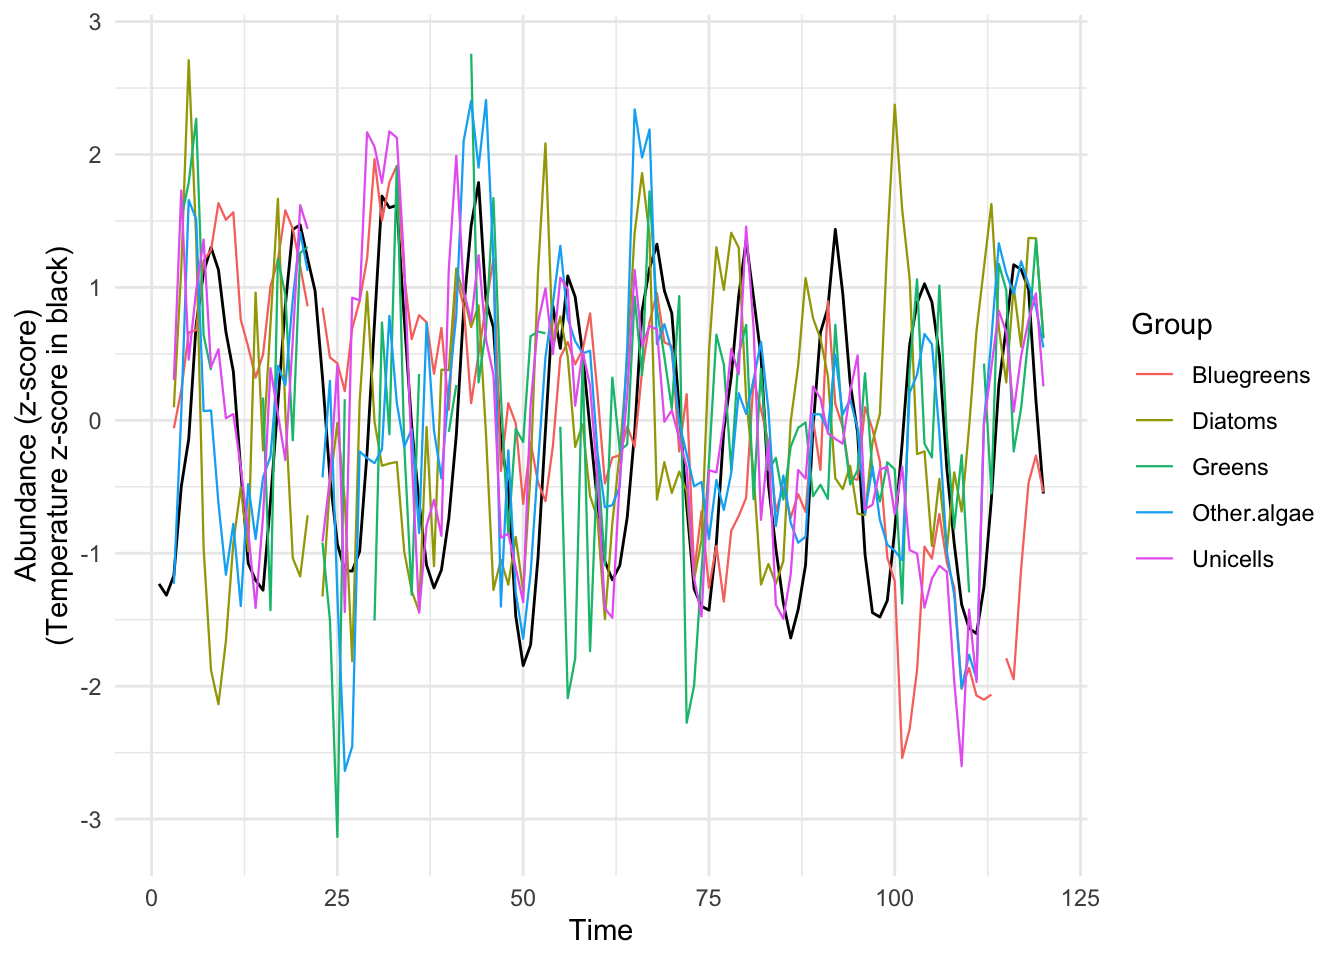 3
2
1
0
-1
-2
-3
Abundance (z-score)
(Temperature z-score in black)
0 25 50 75 100 125
Time
Group
Bluegreens
Diatoms
Greens
Other.algae
Unicells